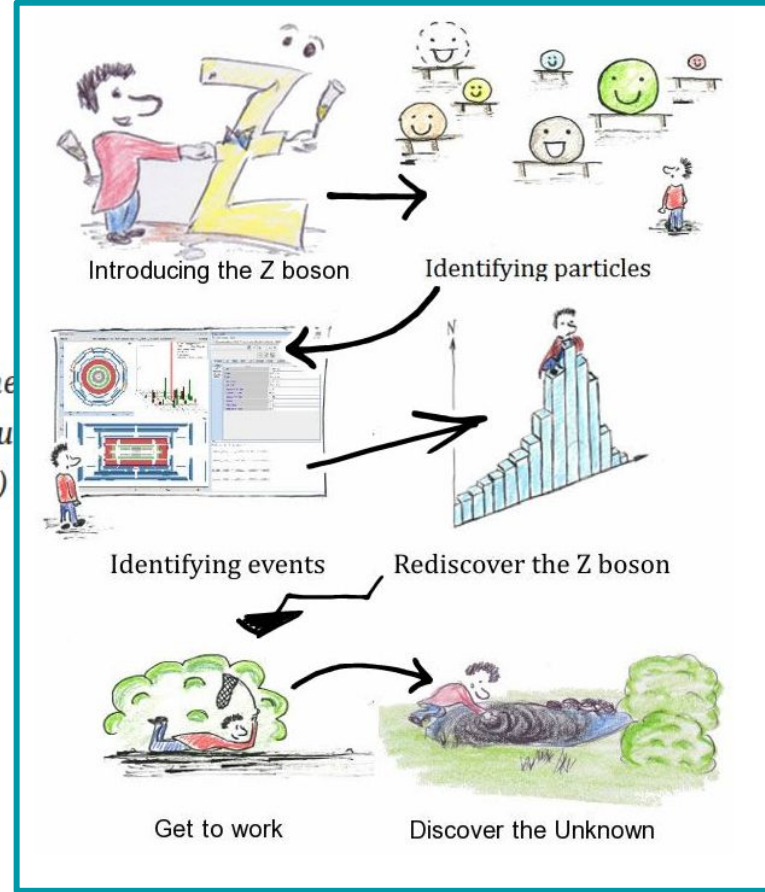 Introducing the Z boson
Identifying particles
N
Identifying events
Rediscover the Z boson
Get to work
Discover the Unknown